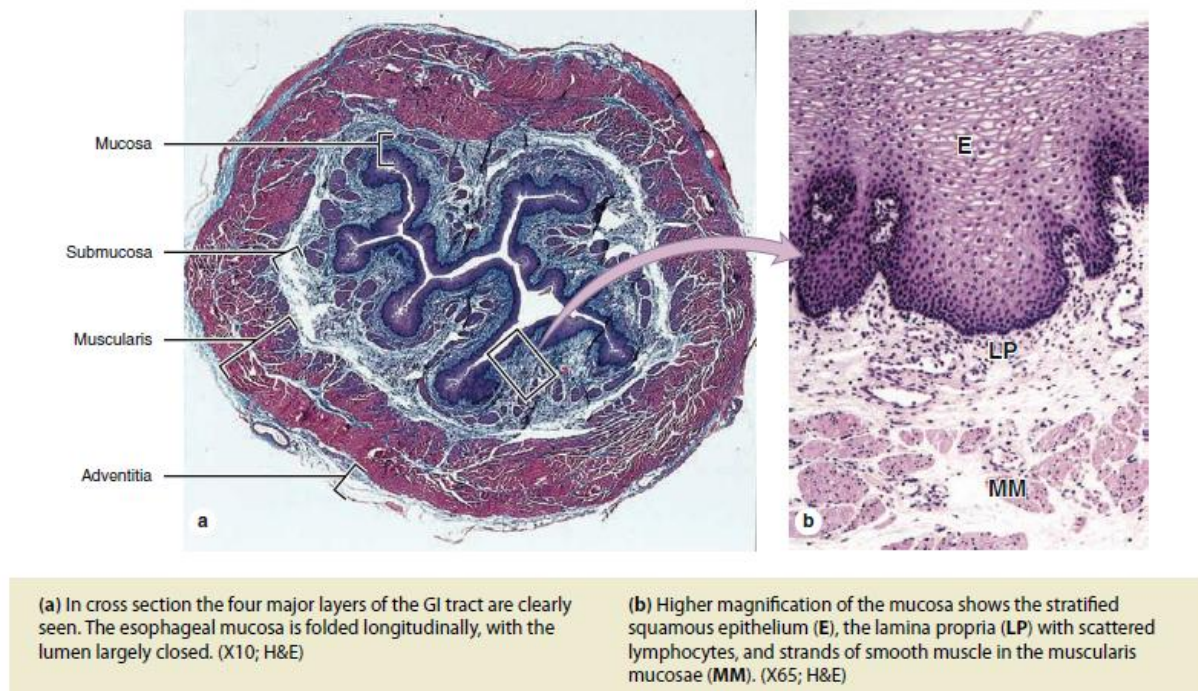 Mucosa
Submucosa
Muscularis
Adventitia
a
E
LP
MM
b
(a) In cross section the four major layers of the GI tract are clearly
seen. The esophageal mucosa is folded longitudinally, with the
lumen largely closed. (X10; H&E)
(b) Higher magnification of the mucosa shows the stratified
squamous epithelium (E), the lamina propria (LP) with scattered
lymphocytes, and strands of smooth muscle in the muscularis
mucosae (MM). (X65; H&E)